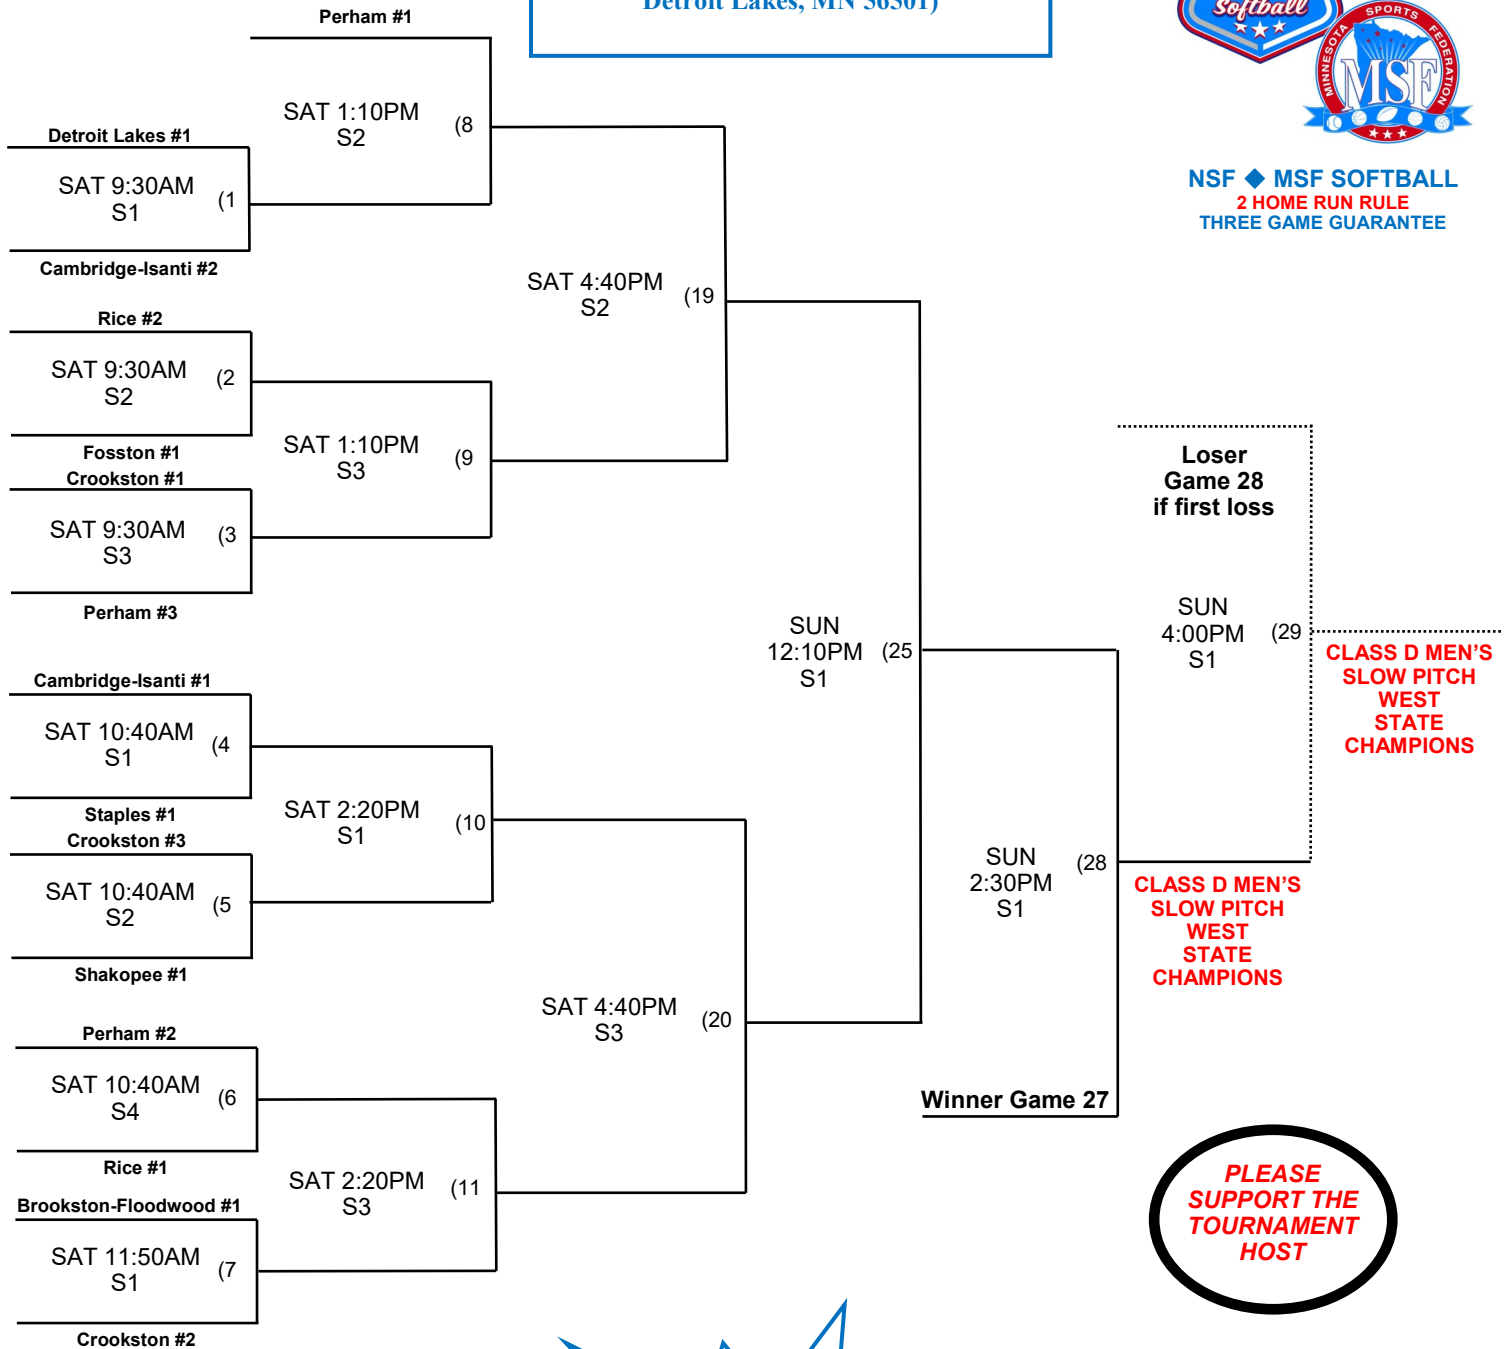 Detroit Lakes, MN 56501)
Softball
MINNESOTA SPORTS FEDERATION
MSF
NSF ◆ MSF SOFTBALL
2 HOME RUN RULE
THREE GAME GUARANTEE
Perham #1
SAT 1:10PM
S2
(8
Detroit Lakes #1
SAT 9:30AM
S1
(1
Cambridge-Isanti #2
Rice #2
SAT 9:30AM
S2
(2
Fosston #1
Crookston #1
SAT 9:30AM
S3
(3
Perham #3
SAT 1:10PM
S3
(9
SAT 4:40PM
S2
(19
Cambridge-Isanti #1
SAT 10:40AM
S1
(4
Staples #1
Crookston #3
SAT 10:40AM
S2
(5
Shakopee #1
SAT 2:20PM
S1
(10
Perham #2
SAT 10:40AM
S4
(6
Rice #1
Brookston-Floodwood #1
SAT 11:50AM
S1
(7
Crookston #2
SAT 2:20PM
S3
(11
SAT 4:40PM
S3
(20
SUN
12:10PM
S1
(25
SUN
2:30PM
S1
(28
Winner Game 27
CLASS D MEN'S
SLOW PITCH
WEST
STATE
CHAMPIONS
Loser
Game 28
if first loss
SUN
4:00PM
S1
(29
CLASS D MEN'S
SLOW PITCH
WEST
STATE
CHAMPIONS
PLEASE
SUPPORT THE
TOURNAMENT
HOST